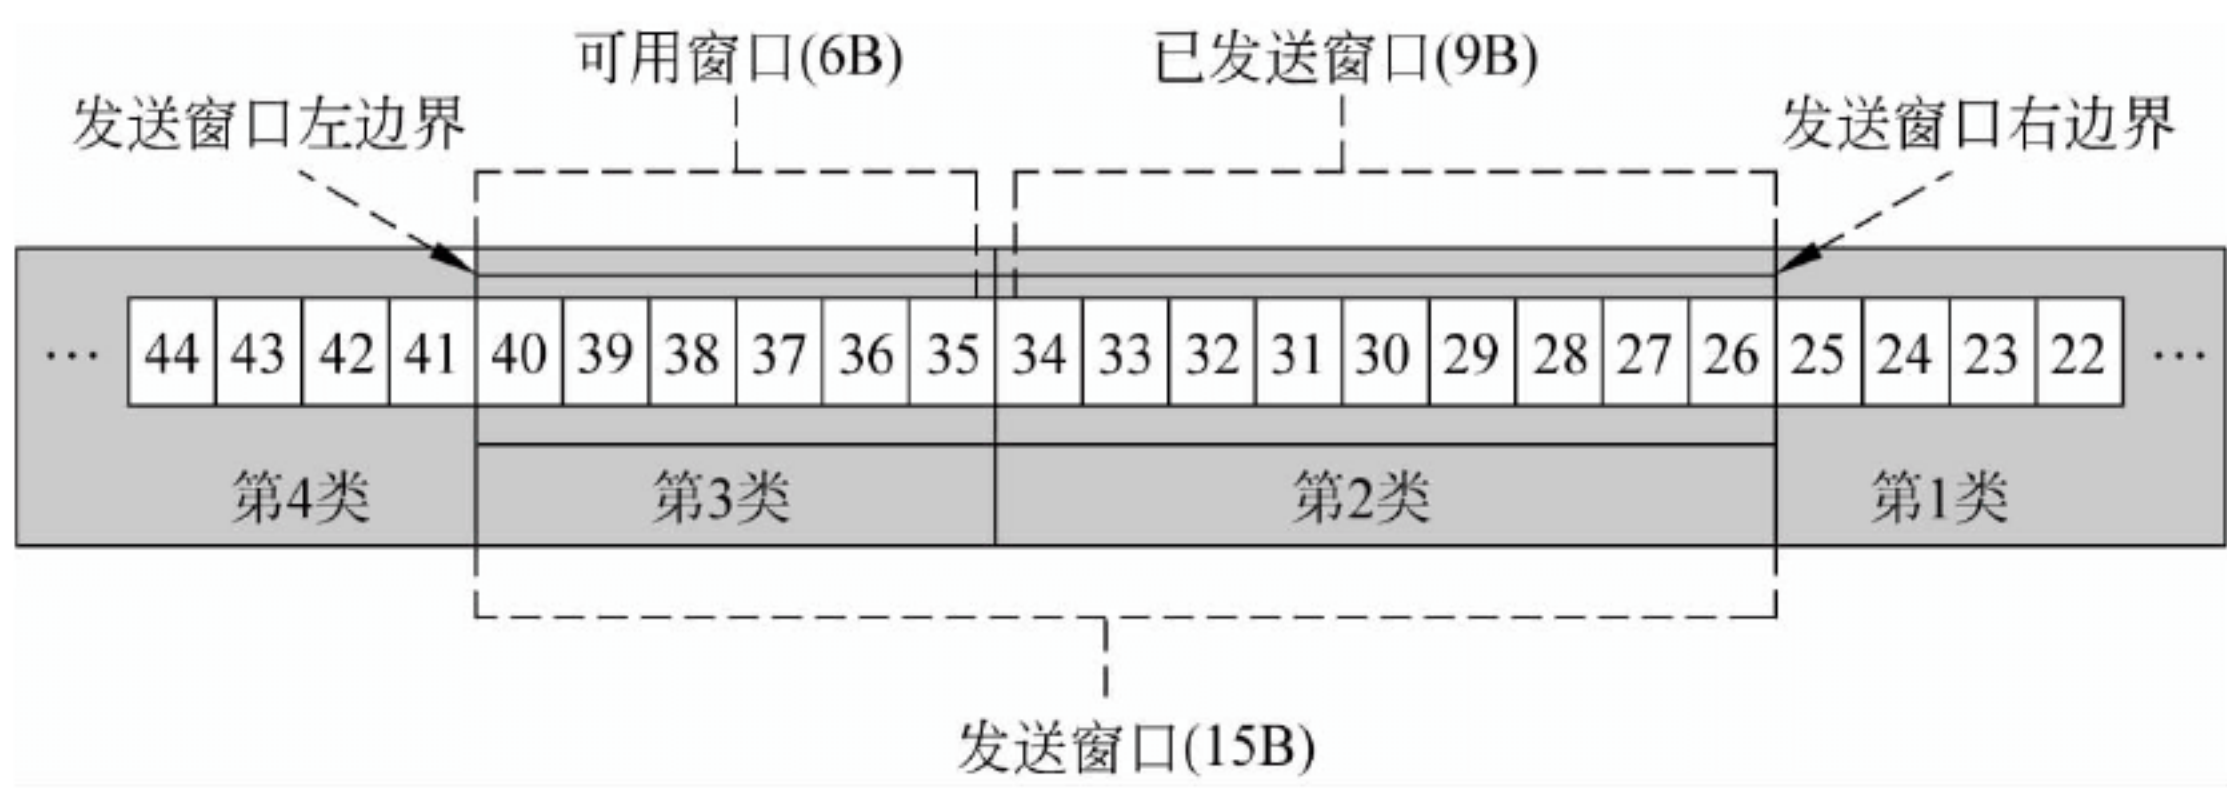 可用窗口(6B)
已发送窗口(9B)
发送窗口左边界
发送窗口右边界
… 44 43 42 41 40 39 38 37 36 35 34 33 32 31 30 29 28 27 26 25 24 23 22 …
第4类
第3类
第2类
第1类
发送窗口(15B)